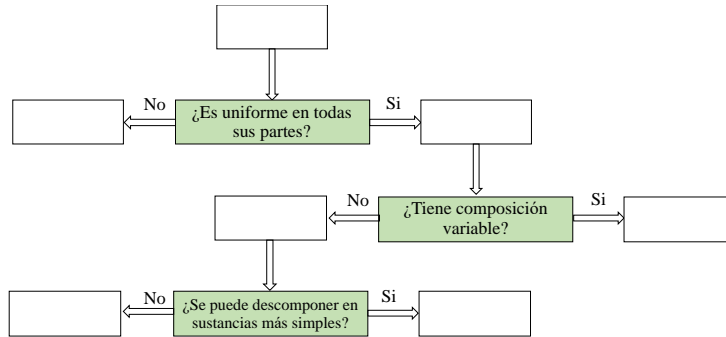 No
¿Es uniforme en todas
sus partes?
Si
No
¿Tiene composición
variable?
Si
No
¿Se puede descomponer en
sustancias más simples?
Si